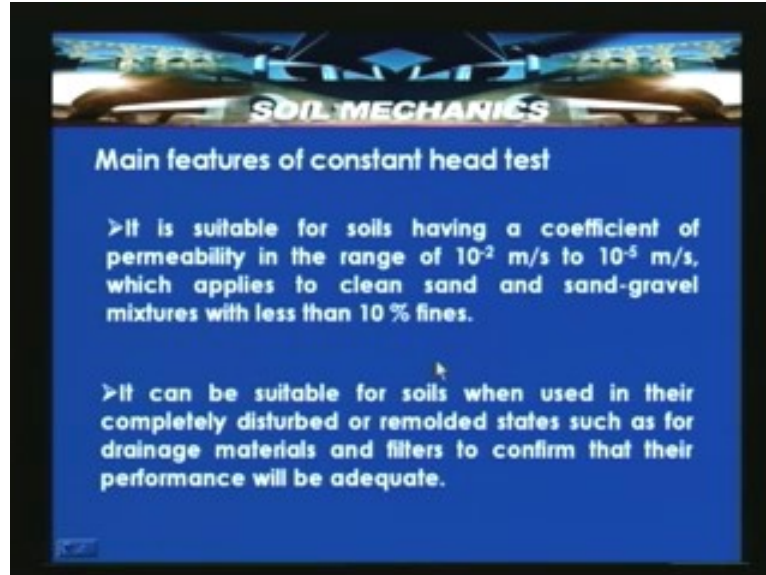 SOIL MECHANICS
Main features of constant head test
➢It is suitable for soils having a coefficient of
permeability in the range of 10⁻² m/s to 10⁻⁵ m/s,
which applies to clean sand and sand-gravel
mixtures with less than 10 % fines.
➢It can be suitable for soils when used in their
completely disturbed or remolded states such as for
drainage materials and filters to confirm that their
performance will be adequate.